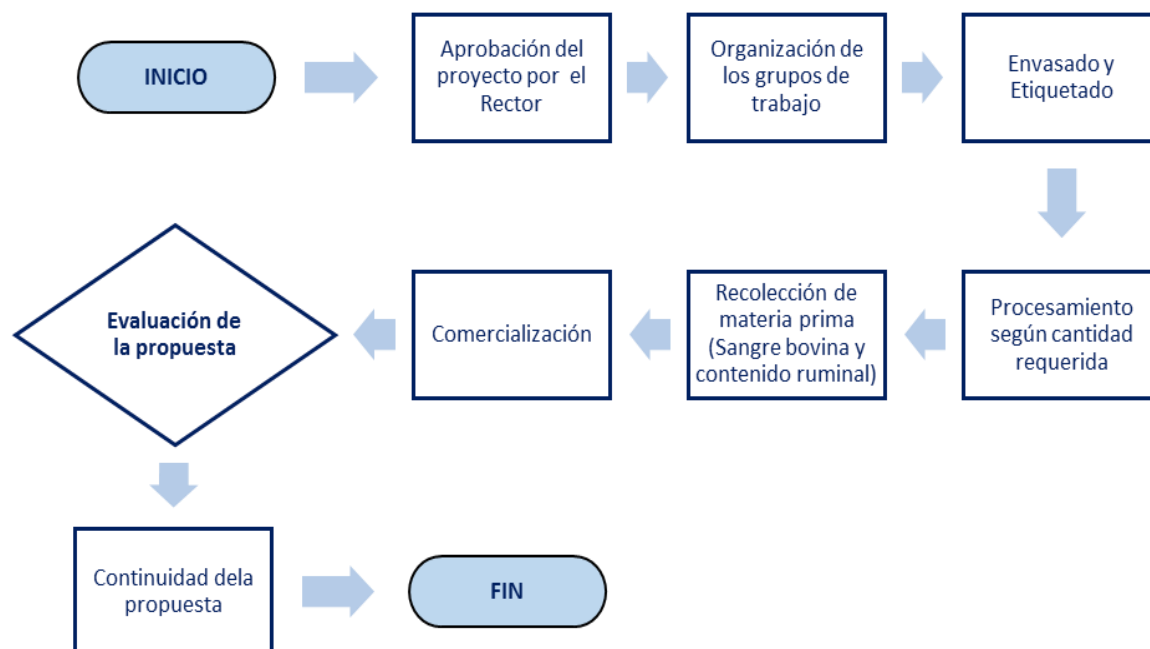 INICIO
Aprobación del
proyecto por el
Rector
Organización de
los grupos de
trabajo
Envasado y
Etiquetado
Procesamiento
según cantidad
requerida
Recolección de
materia prima
(Sangre bovina y
contenido ruminal)
Comercialización
Evaluación de
la propuesta
Continuidad dela
propuesta
FIN